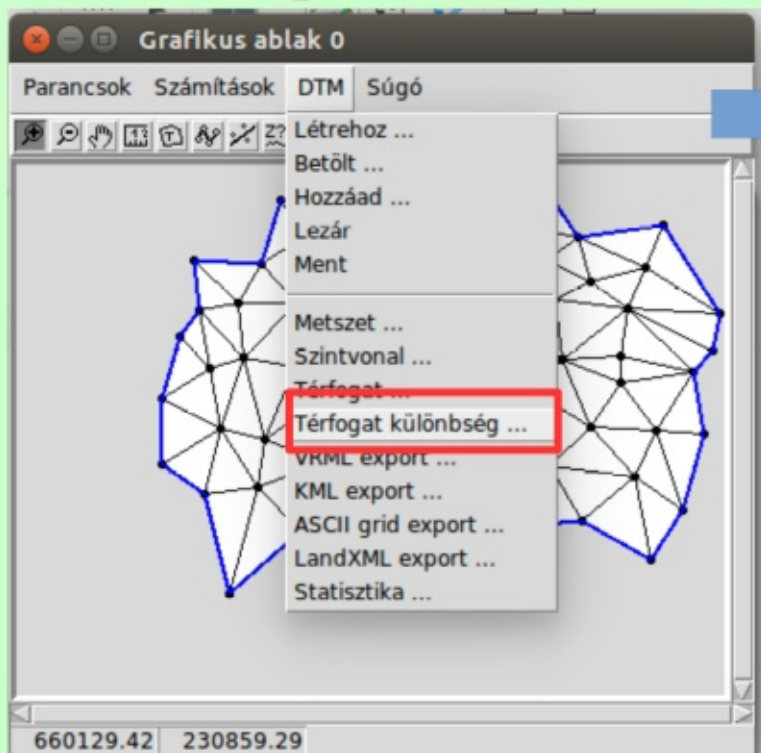 Grafikus ablak 0
Parancsok Számítások DTM Súgó
Létrehoz ...
Betölt ...
Hozzáad ...
Lezár
Ment
Metszet ...
Szintvonal ...
Térfogat ...
Térfogat különbség ...
VRML export ...
KML export ...
ASCII grid export ...
LandXML export ...
Statisztika ...
660129.42 230859.29